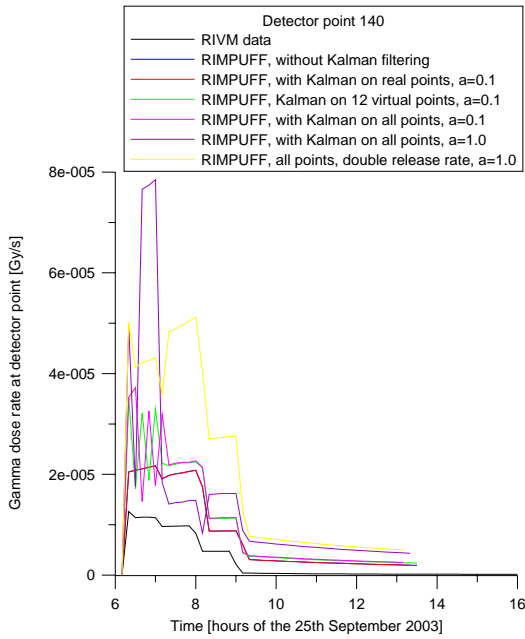 Detector point 140
RIVM data
RIMPUFF, without Kalman filtering
RIMPUFF, with Kalman on real points, a=0.1
RIMPUFF, Kalman on 12 virtual points, a=0.1
RIMPUFF, with Kalman on all points, a=0.1
RIMPUFF, with Kalman on all points, a=1.0
RIMPUFF, all points, double release rate, a=1.0
8e-005
6e-005
4e-005
2e-005
0
Gamma dose rate at detector point [Gy/s]
6 8 10 12 14 16
Time [hours of the 25th September 2003]